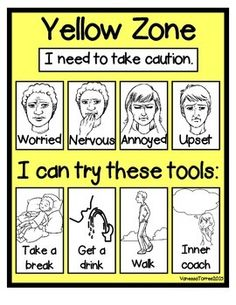 Yellow Zone
I need to take caution.
Worried Nervous Annoyed Upset
I can try these tools:
Take a break
Get a drink
Walk
Inner coach
VanessaTorres2013